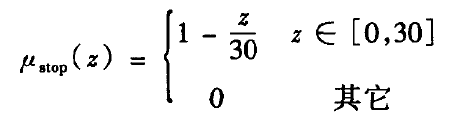 μ_stop(z) = { 1 − z/30    z ∈ [0,30]
0    其它